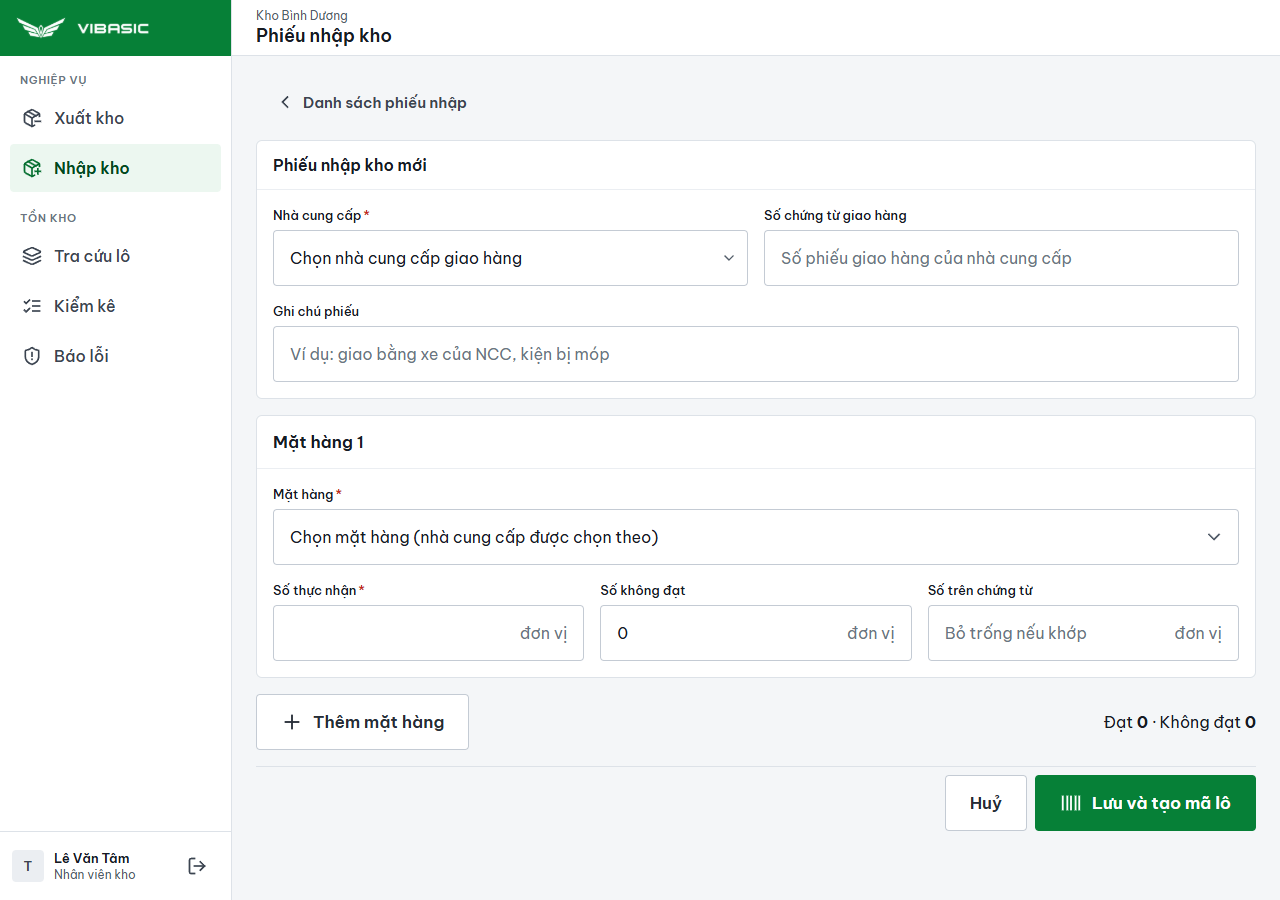 VIBASIC
Kho Bình Dương
Phiếu nhập kho
NGHIỆP VỤ
Xuất kho
Nhập kho
TỒN KHO
Tra cứu lô
Kiểm kê
Báo lỗi
Danh sách phiếu nhập
Phiếu nhập kho mới
Nhà cung cấp *
Số chứng từ giao hàng
Chọn nhà cung cấp giao hàng
Số phiếu giao hàng của nhà cung cấp
Ghi chú phiếu
Ví dụ: giao bằng xe của NCC, kiện bị móp
Mặt hàng 1
Mặt hàng *
Chọn mặt hàng (nhà cung cấp được chọn theo)
Số thực nhận *
Số không đạt
Số trên chứng từ
đơn vị
0 đơn vị
Bỏ trống nếu khớp đơn vị
Thêm mặt hàng
Đạt 0 · Không đạt 0
Huỷ
Lưu và tạo mã lô
T
Lê Văn Tâm
Nhân viên kho